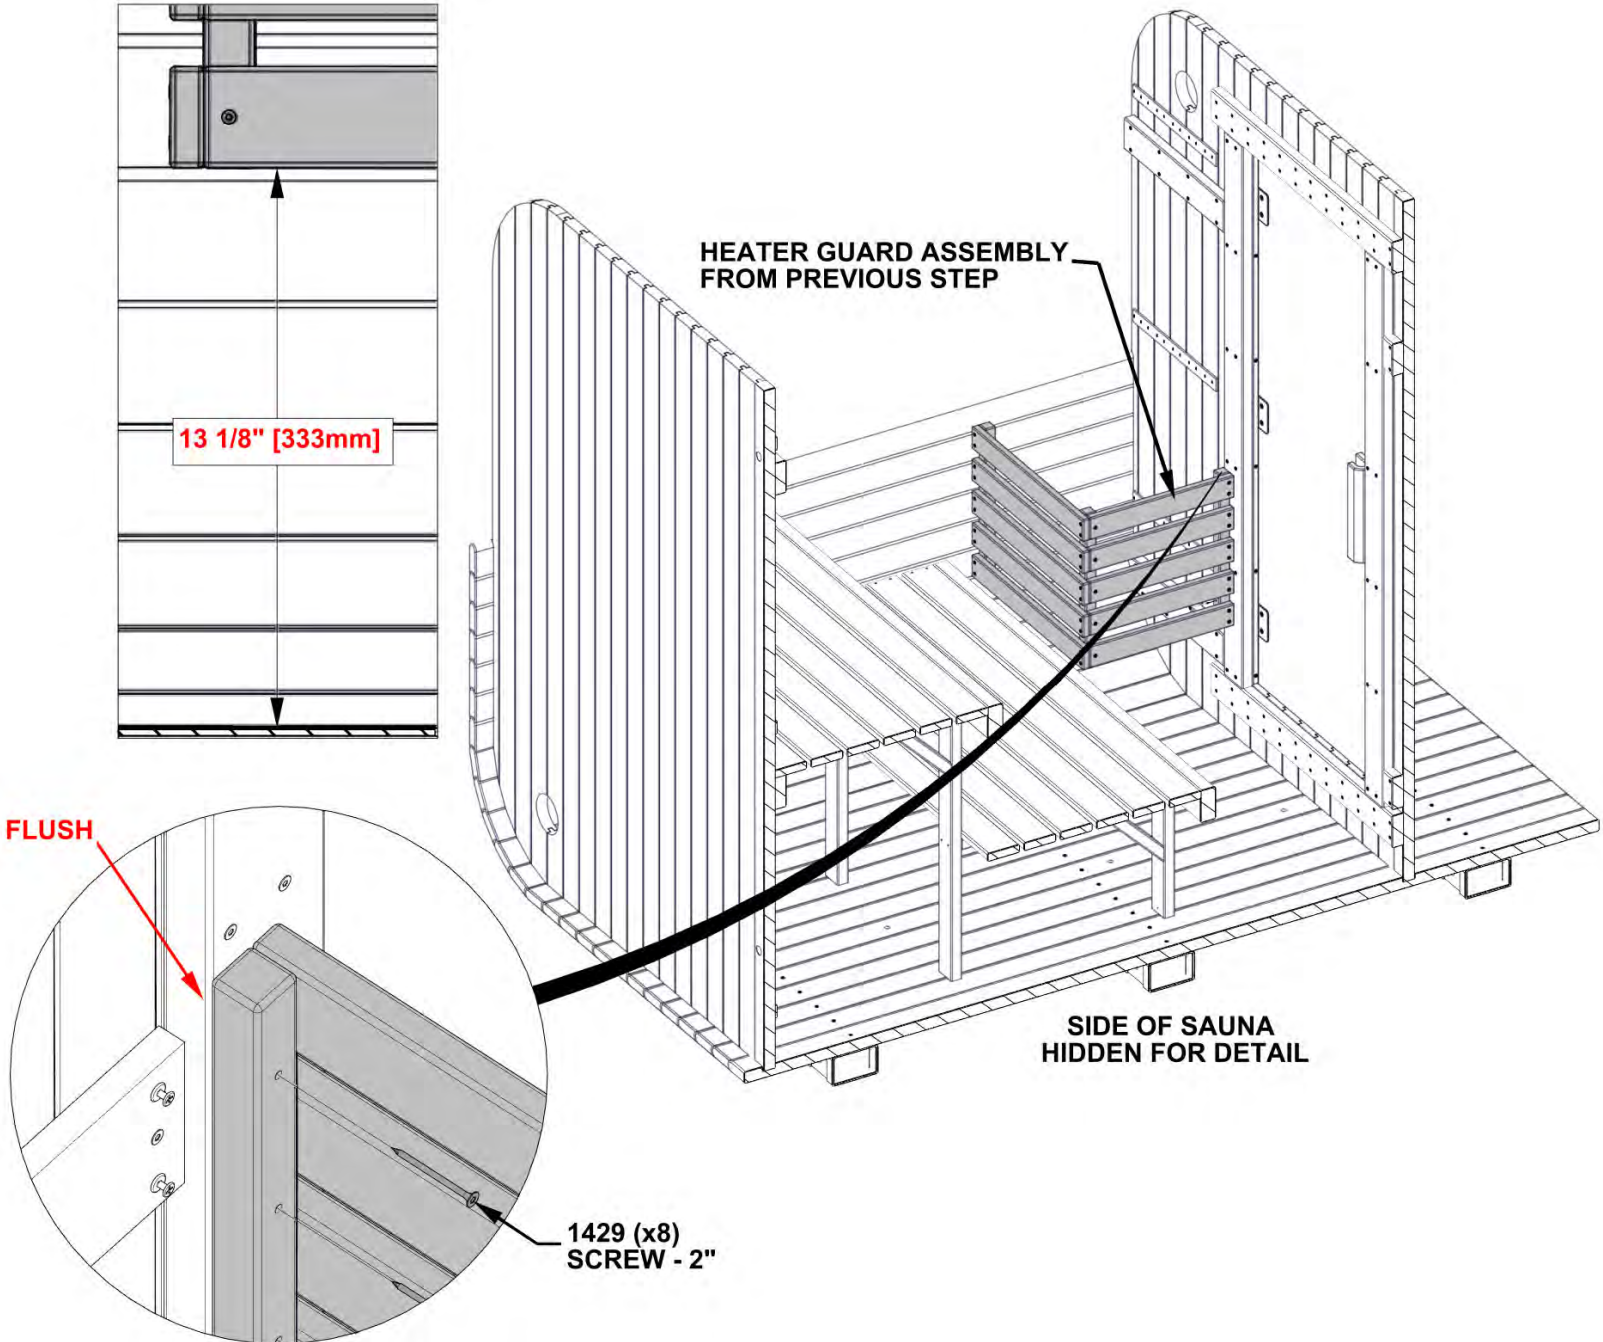 HEATER GUARD ASSEMBLY
FROM PREVIOUS STEP
13 1/8" [333mm]
FLUSH
SIDE OF SAUNA
HIDDEN FOR DETAIL
1429 (x8)
SCREW - 2"